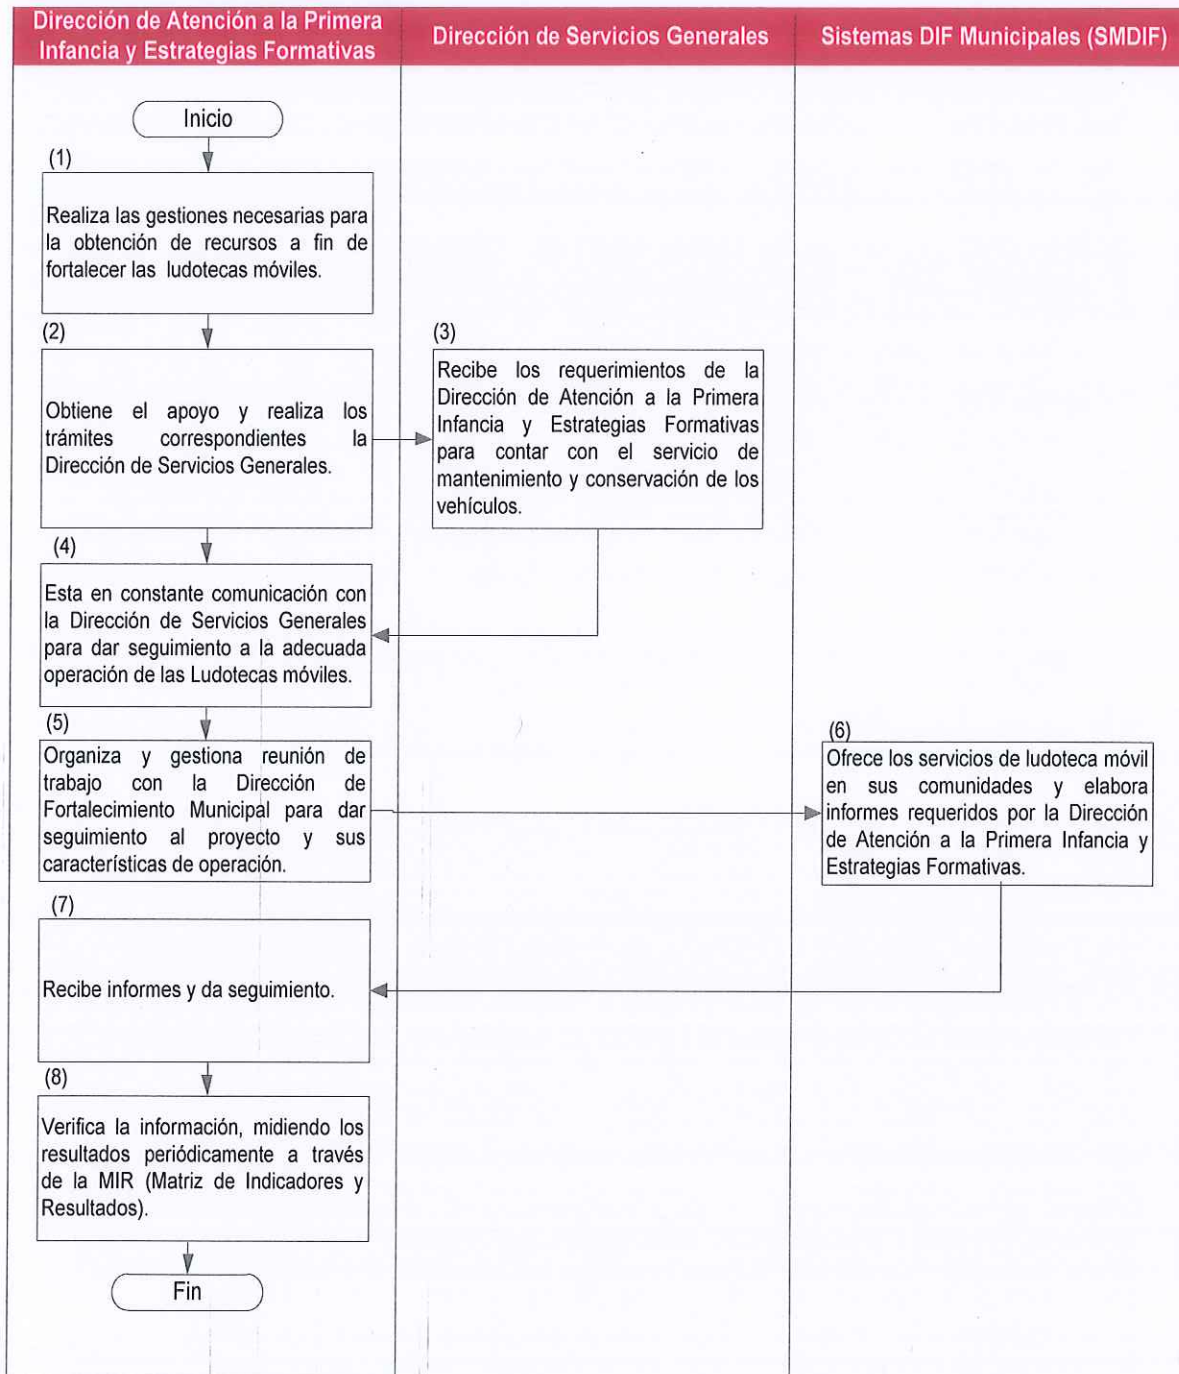 Dirección de Atención a la Primera
Infancia y Estrategias Formativas
Dirección de Servicios Generales
Sistemas DIF Municipales (SMDIF)
Inicio
(1)
Realiza las gestiones necesarias para
la obtención de recursos a fin de
fortalecer las ludotecas móviles.
(2)
Obtiene el apoyo y realiza los
trámites correspondientes la
Dirección de Servicios Generales.
(3)
Recibe los requerimientos de la
Dirección de Atención a la Primera
Infancia y Estrategias Formativas
para contar con el servicio de
mantenimiento y conservación de los
vehículos.
(4)
Esta en constante comunicación con
la Dirección de Servicios Generales
para dar seguimiento a la adecuada
operación de las Ludotecas móviles.
(5)
Organiza y gestiona reunión de
trabajo con la Dirección de
Fortalecimiento Municipal para dar
seguimiento al proyecto y sus
características de operación.
(6)
Ofrece los servicios de ludoteca móvil
en sus comunidades y elabora
informes requeridos por la Dirección
de Atención a la Primera Infancia y
Estrategias Formativas.
(7)
Recibe informes y da seguimiento.
(8)
Verifica la información, midiendo los
resultados periódicamente a través
de la MIR (Matriz de Indicadores y
Resultados).
Fin